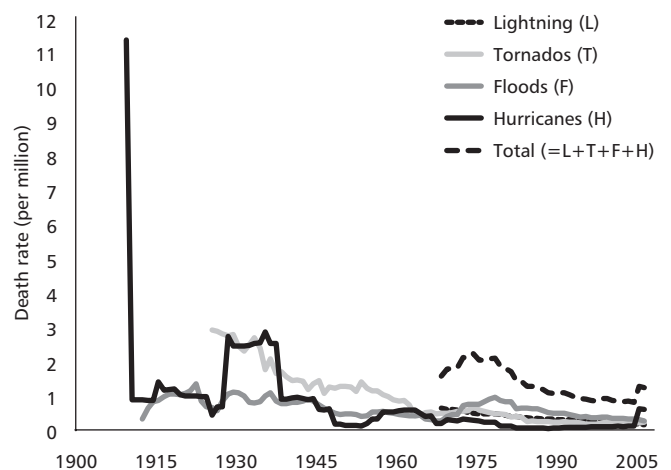 12
11
10
9
8
7
6
5
4
3
2
1
0
Death rate (per million)
1900 1915 1930 1945 1960 1975 1990 2005
Lightning (L)
Tornados (T)
Floods (F)
Hurricanes (H)
Total (=L+T+F+H)